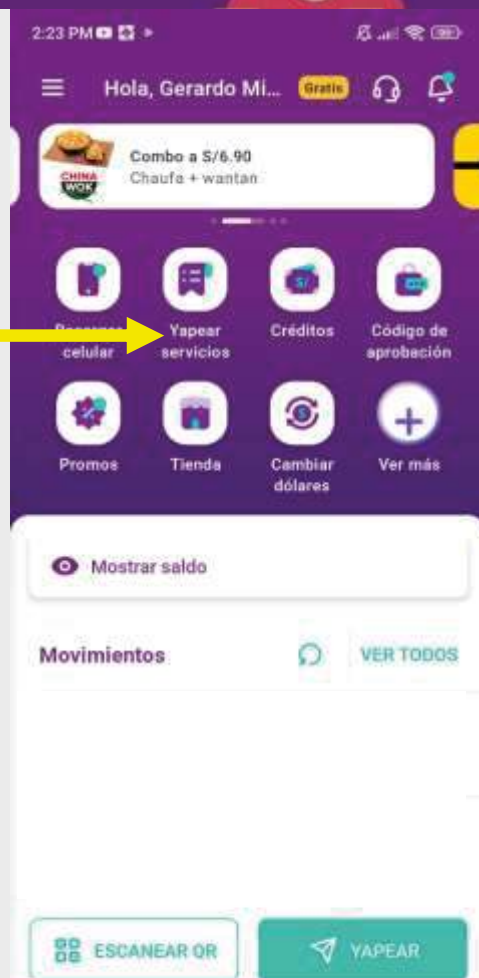 2:23 PM
Hola, Gerardo Mi... Gratis
Combo a S/6.90
Chaufa + wantan
CHINA
WOK
S/
celular
Yapear
servicios
Créditos
Código de
aprobación
Promos
Tienda
Cambiar
dólares
Ver más
Mostrar saldo
Movimientos
VER TODOS
ESCANEAR QR
YAPEAR